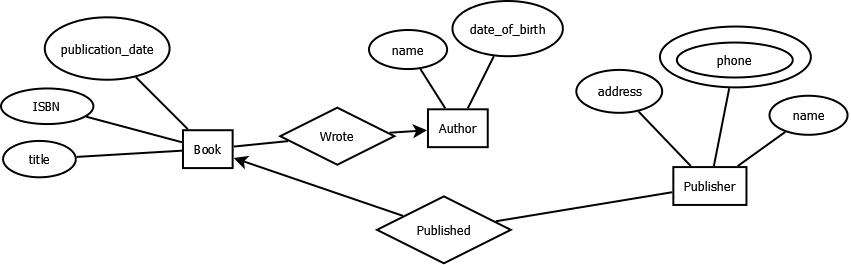 date_of_birth
name
publication_date
phone
address
ISBN
name
Author
Wrote
Book
title
Publisher
Published